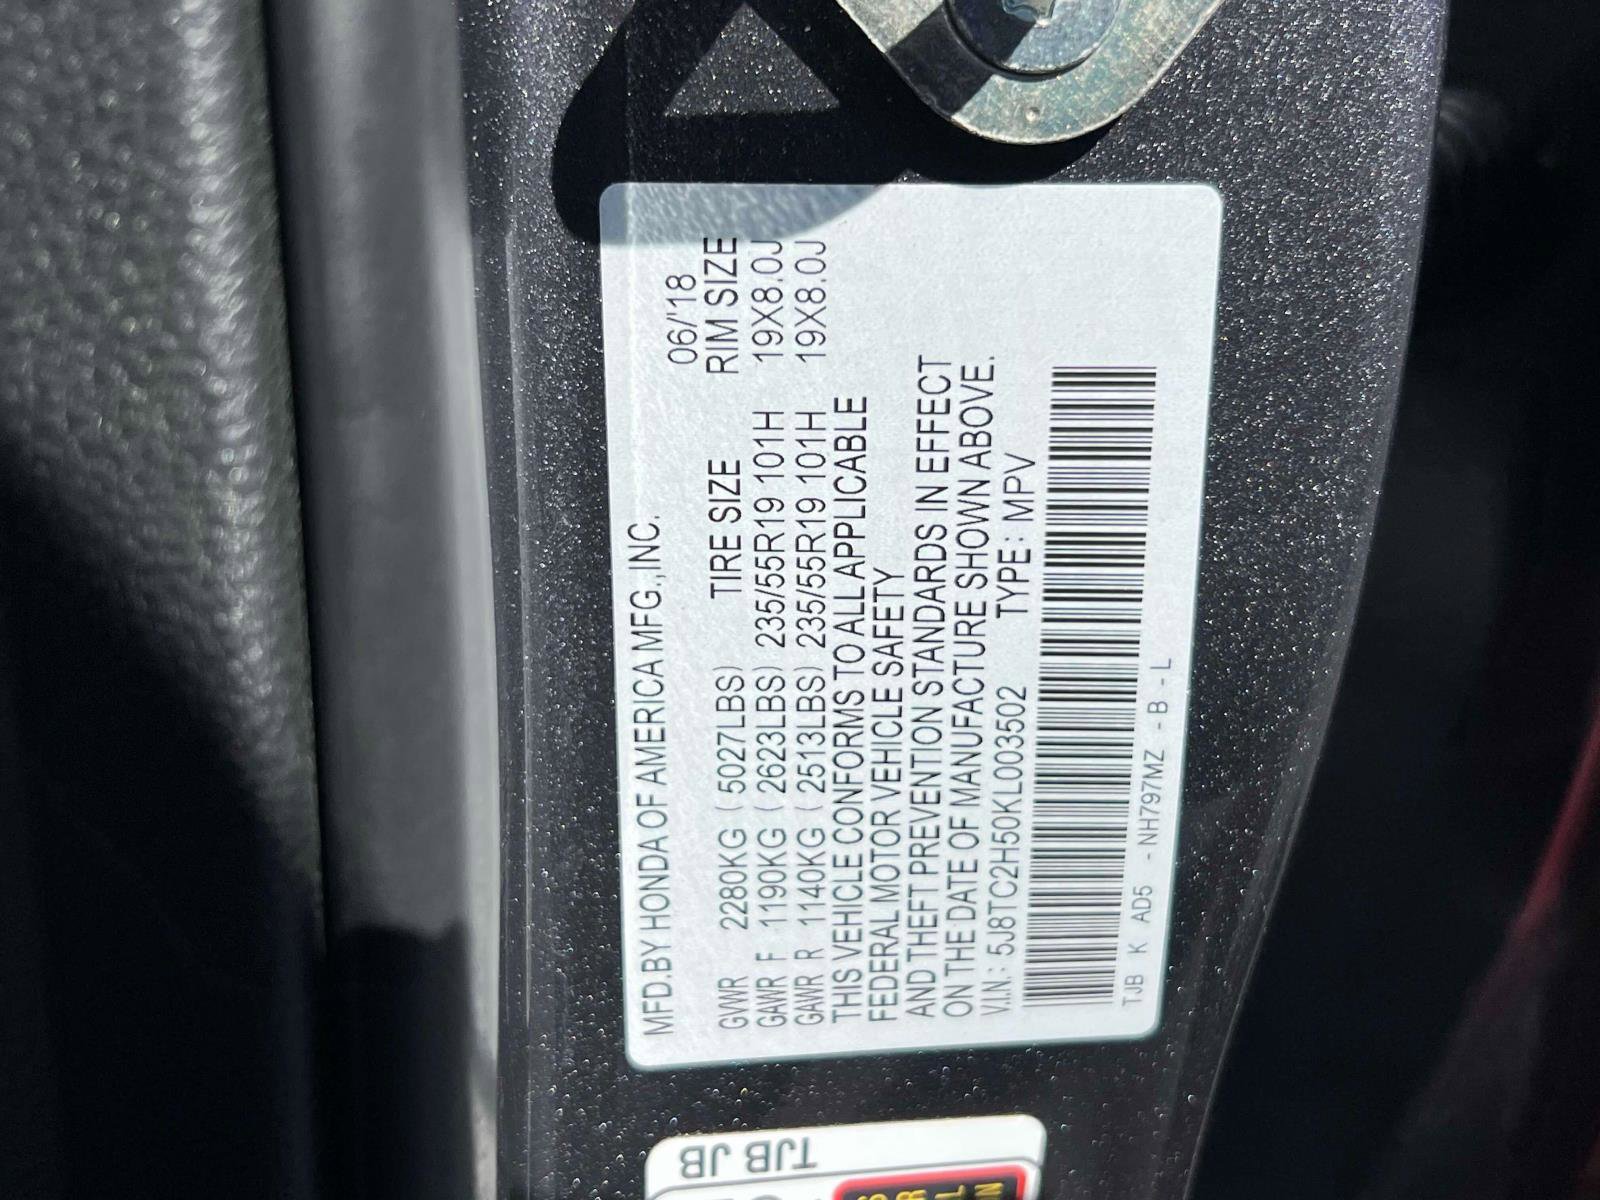 MFD.BY HONDA OF AMERICA MFG.,INC.
06/'18
TIRE SIZE RIM SIZE
GVWR 2280KG ( 5027LBS)
GAWR F 1190KG ( 2623LBS) 235/55R19 101H 19X8.0J
GAWR R 1140KG ( 2513LBS) 235/55R19 101H 19X8.0J
THIS VEHICLE CONFORMS TO ALL APPLICABLE
FEDERAL MOTOR VEHICLE SAFETY
AND THEFT PREVENTION STANDARDS IN EFFECT
ON THE DATE OF MANUFACTURE SHOWN ABOVE.
V.I.N.: 5J8TC2H50KL003502 TYPE: MPV
TJB K AD5 - NH797MZ - B - L
TJB JB